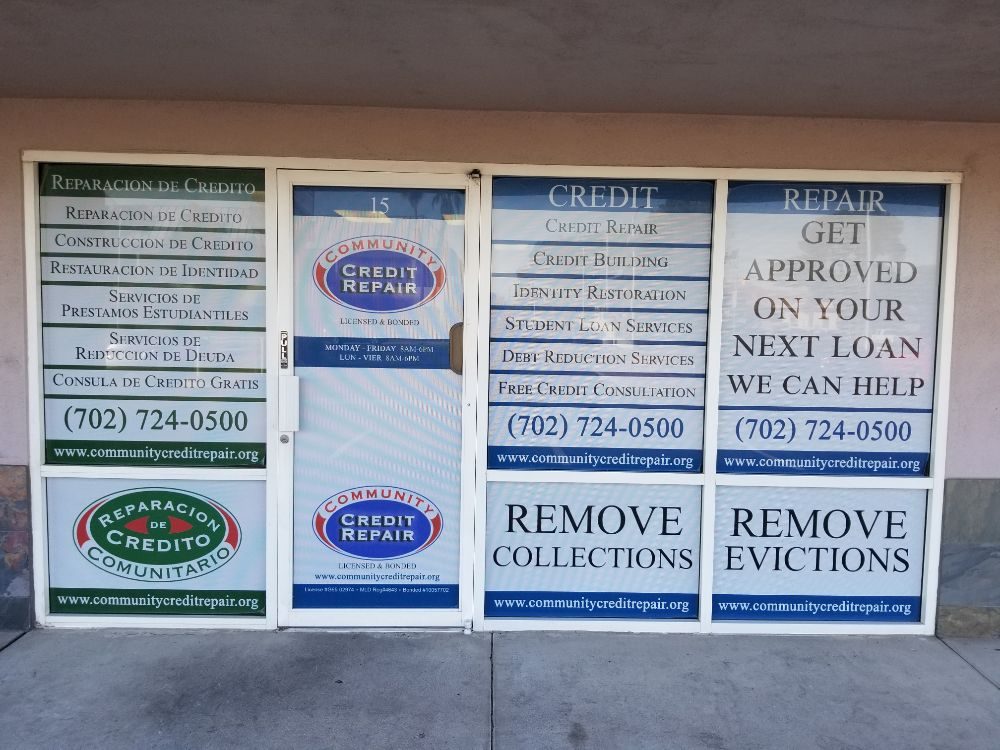 REPARACION DE CREDITO
REPARACION DE CREDITO
CONSTRUCCION DE CREDITO
RESTAURACION DE IDENTIDAD
SERVICIOS DE
PRESTAMOS ESTUDIANTILES
SERVICIOS DE
REDUCCION DE DEUDA
CONSULA DE CREDITO GRATIS
(702) 724-0500
www.communitycreditrepair.org
REPARACION
DE
CREDITO
COMUNITARIO
www.communitycreditrepair.org
15
COMMUNITY
CREDIT
REPAIR
LICENSED & BONDED
MONDAY - FRIDAY 8AM-6PM
LUN - VIER 8AM-6PM
PULL
COMMUNITY
CREDIT
REPAIR
LICENSED & BONDED
www.communitycreditrepair.org
CREDIT
CREDIT REPAIR
CREDIT BUILDING
IDENTITY RESTORATION
STUDENT LOAN SERVICES
DEBT REDUCTION SERVICES
FREE CREDIT CONSULTATION
(702) 724-0500
www.communitycreditrepair.org
REMOVE
COLLECTIONS
www.communitycreditrepair.org
REPAIR
GET
APPROVED
ON YOUR
NEXT LOAN
WE CAN HELP
(702) 724-0500
www.communitycreditrepair.org
REMOVE
EVICTIONS
www.communitycreditrepair.org